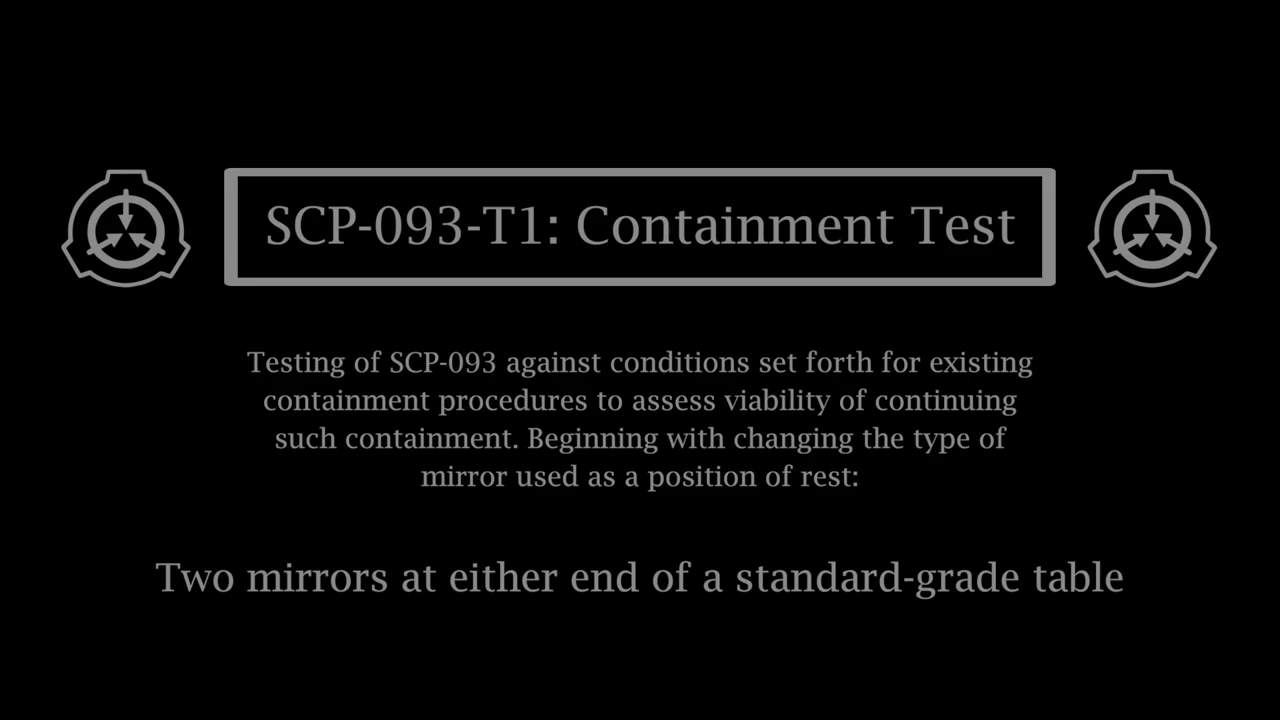 SCP-093-T1: Containment Test
Testing of SCP-093 against conditions set forth for existing
containment procedures to assess viability of continuing
such containment. Beginning with changing the type of
mirror used as a position of rest:
Two mirrors at either end of a standard-grade table